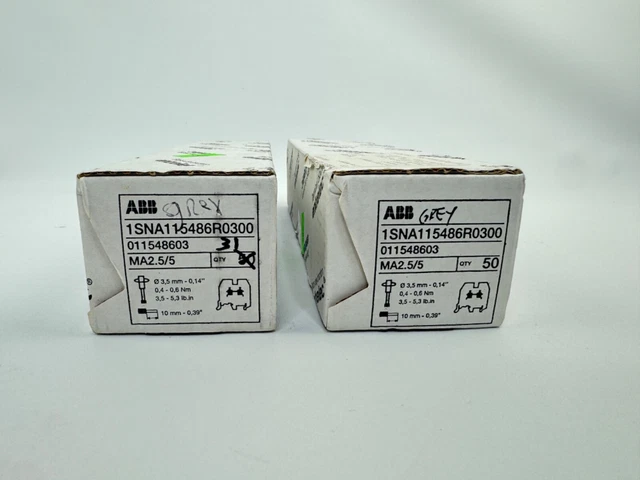 ABB grey
1SNA115486R0300
011548603 31
MA2.5/5 QTY 50
Ø 3,5 mm - 0,14"
0,4 - 0,6 Nm
3,5 - 5,3 lb.in
10 mm - 0,39"
ABB GREY
1SNA115486R0300
011548603
MA2.5/5 QTY 50
Ø 3,5 mm - 0,14"
0,4 - 0,6 Nm
3,5 - 5,3 lb.in
10 mm - 0,39"